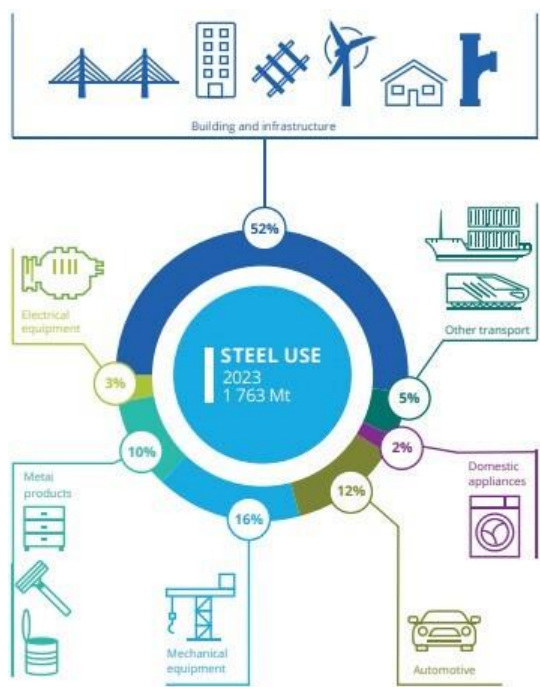 Building and infrastructure
52%
Electrical
equipment
Other transport
STEEL USE
2023
1 763 Mt
3%
5%
10%
2%
Metal
products
Domestic
appliances
16%
12%
Mechanical
equipment
Automotive